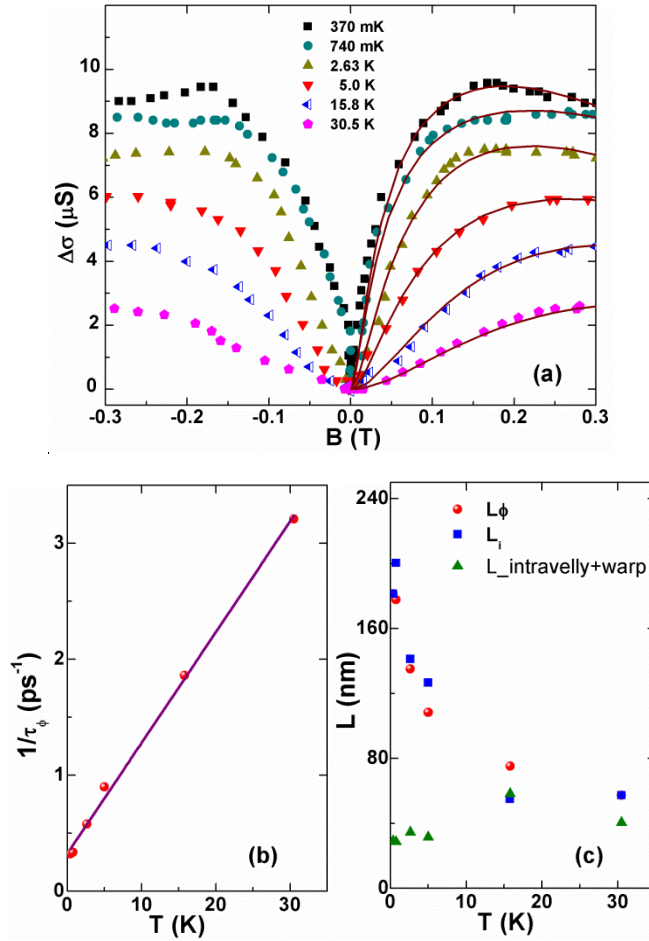 370 mK
740 mK
2.63 K
5.0 K
15.8 K
30.5 K
10
8
6
4
2
0
Δσ (μS)
(a)
-0.3 -0.2 -0.1 0.0 0.1 0.2 0.3
B (T)
3
2
1
0
1/τϕ (ps⁻¹)
(b)
0 10 20 30
T (K)
240
160
80
0
L (nm)
Lϕ
Li
L_intravelly+warp
(c)
0 10 20 30
T (K)